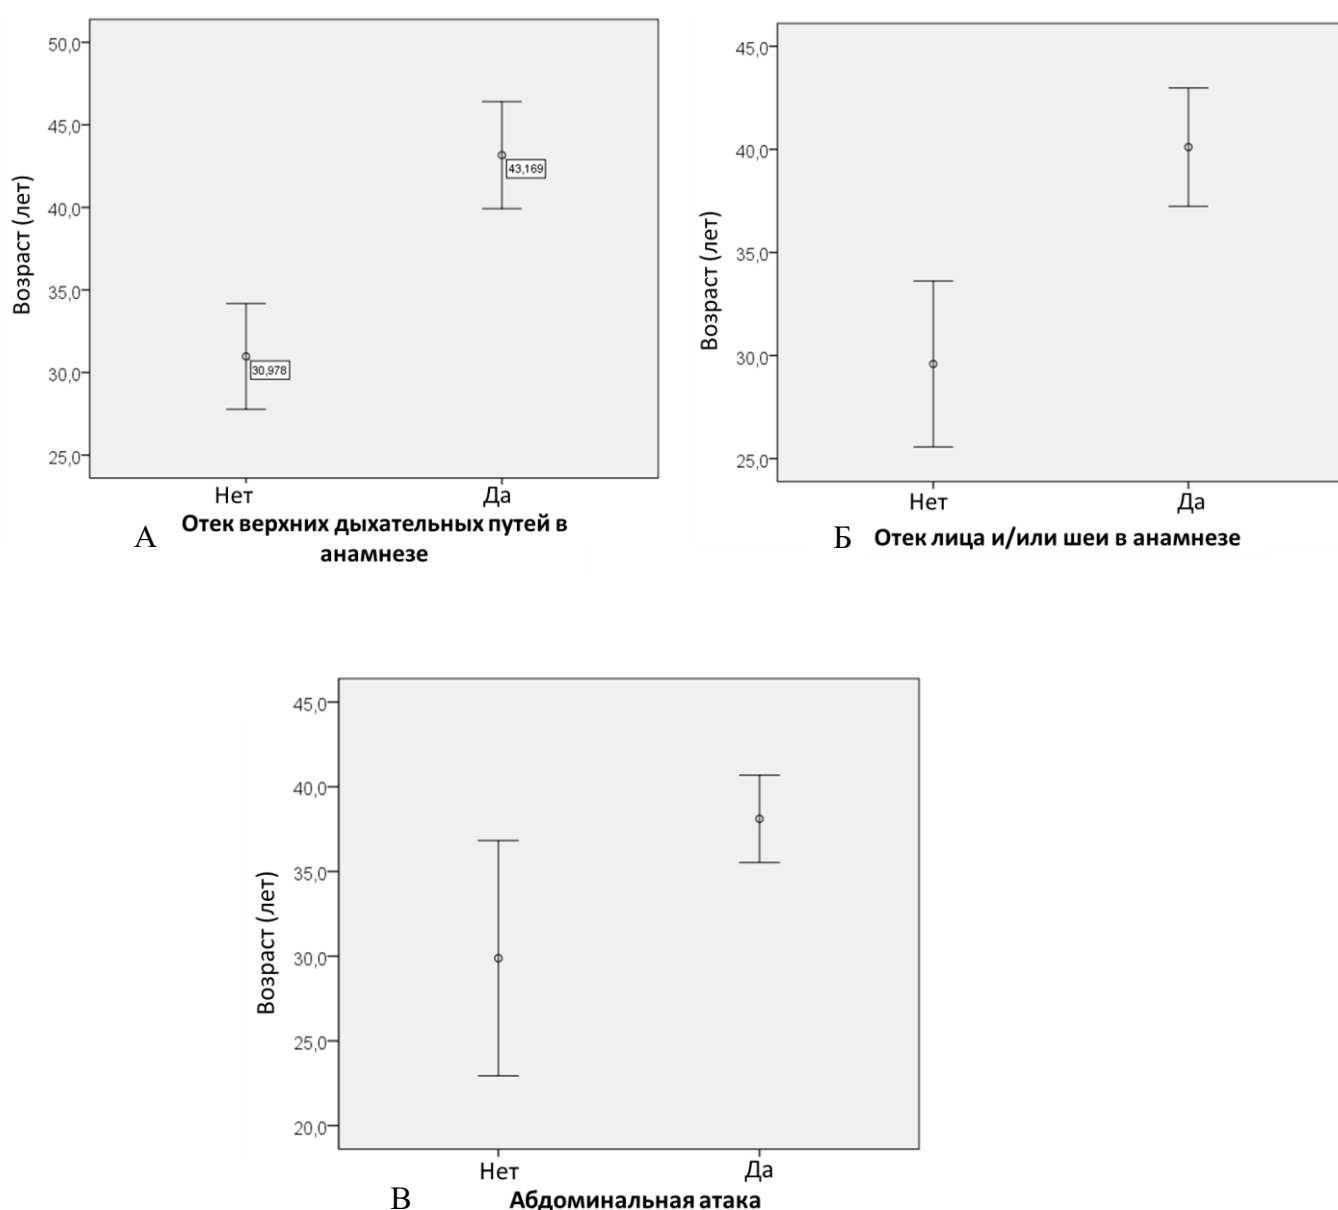 50,0
45,0
40,0
35,0
30,0
25,0
Возраст (лет)
43,169
30,978
Нет Да
А Отек верхних дыхательных путей в
анамнезе
45,0
40,0
35,0
30,0
25,0
Возраст (лет)
Нет Да
Б Отек лица и/или шеи в анамнезе
45,0
40,0
35,0
30,0
25,0
20,0
Возраст (лет)
Нет Да
В Абдоминальная атака